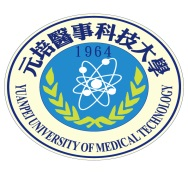 元培醫事科技大學
1964
YUANPEI UNIVERSITY OF MEDICAL TECHNOLOGY